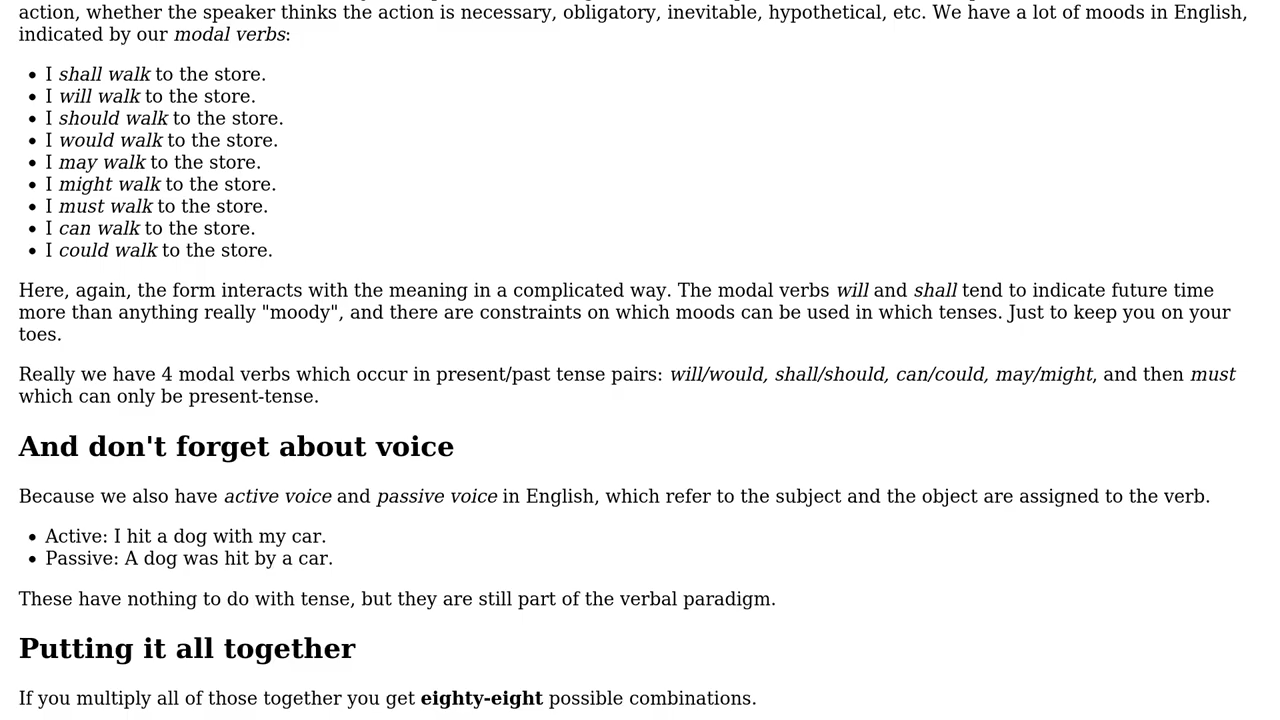 action, whether the speaker thinks the action is necessary, obligatory, inevitable, hypothetical, etc. We have a lot of moods in English,
indicated by our modal verbs:
• I shall walk to the store.
• I will walk to the store.
• I should walk to the store.
• I would walk to the store.
• I may walk to the store.
• I might walk to the store.
• I must walk to the store.
• I can walk to the store.
• I could walk to the store.
Here, again, the form interacts with the meaning in a complicated way. The modal verbs will and shall tend to indicate future time
more than anything really "moody", and there are constraints on which moods can be used in which tenses. Just to keep you on your
toes.
Really we have 4 modal verbs which occur in present/past tense pairs: will/would, shall/should, can/could, may/might, and then must
which can only be present-tense.
And don't forget about voice
Because we also have active voice and passive voice in English, which refer to the subject and the object are assigned to the verb.
• Active: I hit a dog with my car.
• Passive: A dog was hit by a car.
These have nothing to do with tense, but they are still part of the verbal paradigm.
Putting it all together
If you multiply all of those together you get eighty-eight possible combinations.